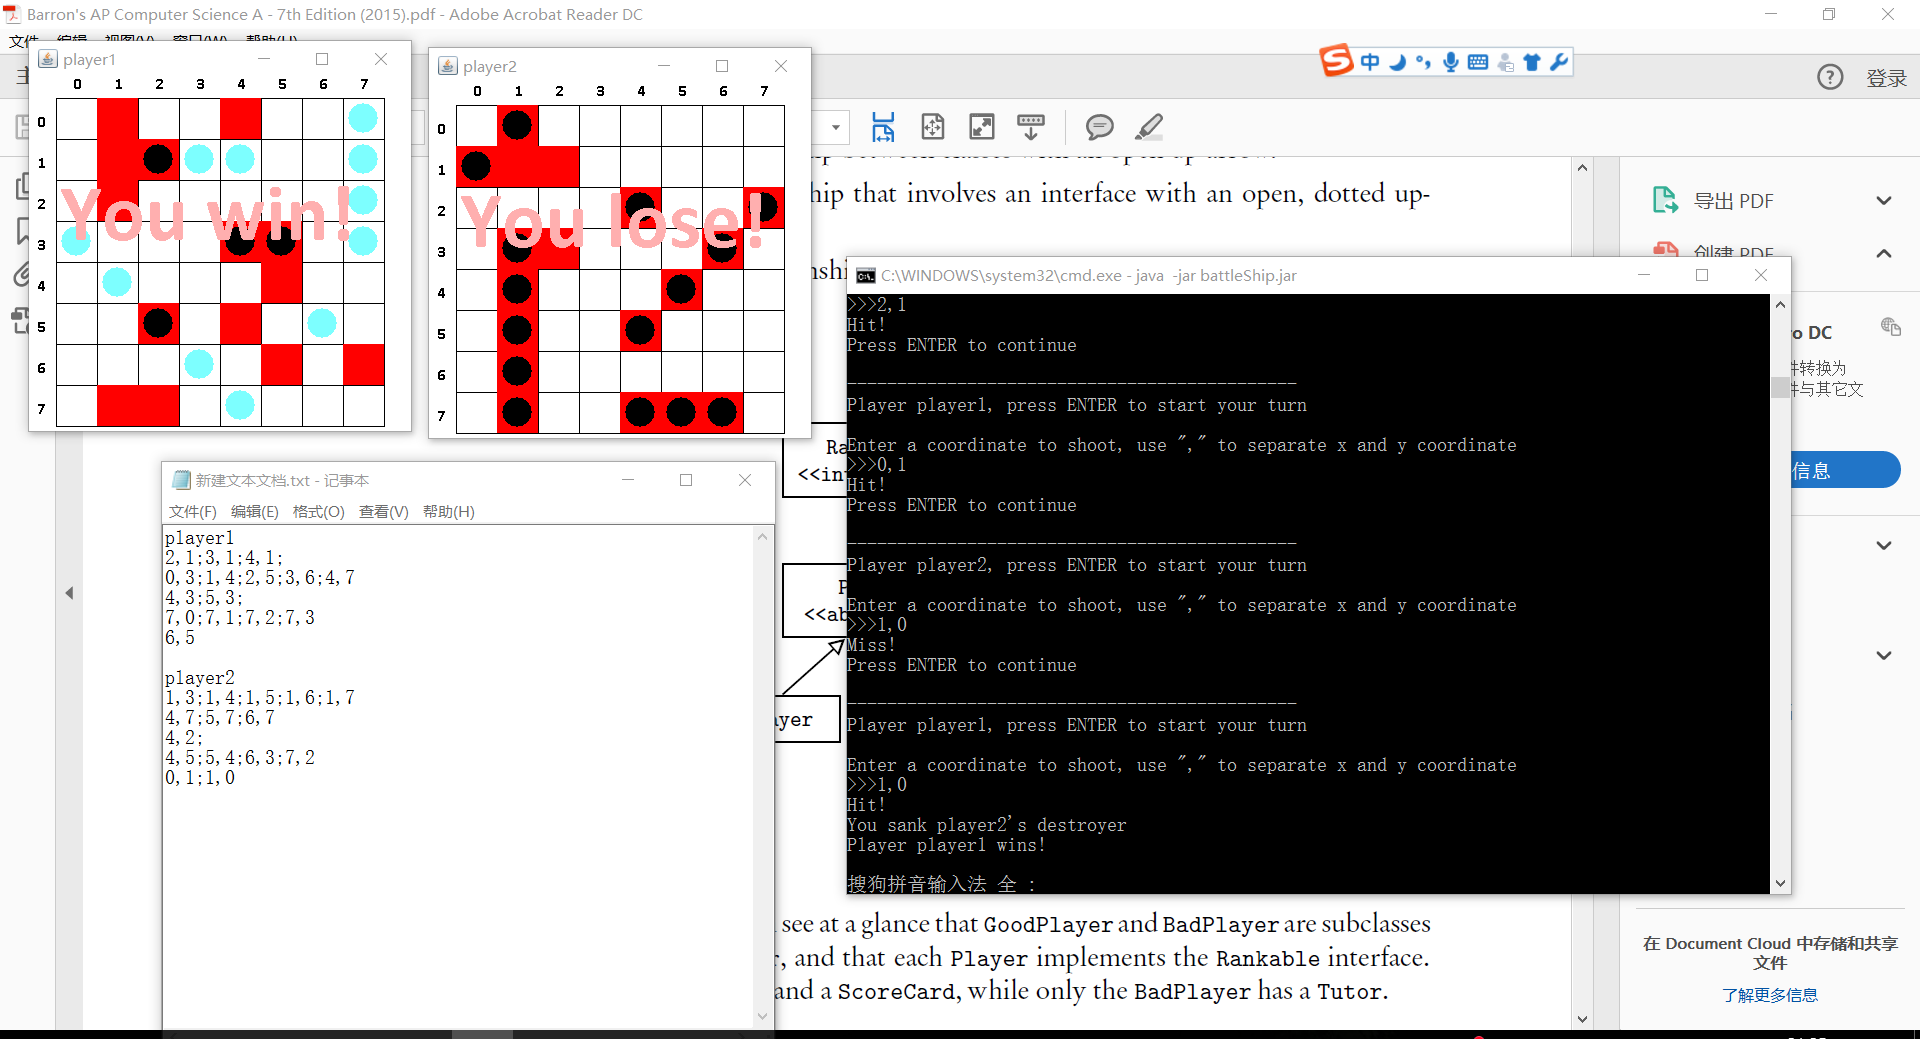 Barron's AP Computer Science A - 7th Edition (2015).pdf - Adobe Acrobat Reader DC
player1
0 1 2 3 4 5 6 7
0
1
2
3
4
5
6
7
You win!
player2
0 1 2 3 4 5 6 7
0
1
2
3
4
5
6
7
You lose!
中
登录
ship that involves an interface with an open, dotted up-
导出 PDF
创建 PDF
DC
件转换为
件与其它文
信息
在 Document Cloud 中存储和共享
文件
了解更多信息
C:\WINDOWS\system32\cmd.exe - java  -jar battleShip.jar
>>>2,1
Hit!
Press ENTER to continue
---------------------------------------------
Player player1, press ENTER to start your turn
Enter a coordinate to shoot, use "," to separate x and y coordinate
>>>0,1
Hit!
Press ENTER to continue
---------------------------------------------
Player player2, press ENTER to start your turn
Enter a coordinate to shoot, use "," to separate x and y coordinate
>>>1,0
Miss!
Press ENTER to continue
---------------------------------------------
Player player1, press ENTER to start your turn
Enter a coordinate to shoot, use "," to separate x and y coordinate
>>>1,0
Hit!
You sank player2's destroyer
Player player1 wins!
搜狗拼音输入法 全 :
新建文本文档.txt - 记事本
文件(F) 编辑(E) 格式(O) 查看(V) 帮助(H)
player1
2,1;3,1;4,1;
0,3;1,4;2,5;3,6;4,7
4,3;5,3;
7,0;7,1;7,2;7,3
6,5
player2
1,3;1,4;1,5;1,6;1,7
4,7;5,7;6,7
4,2;
4,5;5,4;6,3;7,2
0,1;1,0
see at a glance that GoodPlayer and BadPlayer are subclasses
, and that each Player implements the Rankable interface.
and a ScoreCard, while only the BadPlayer has a Tutor.